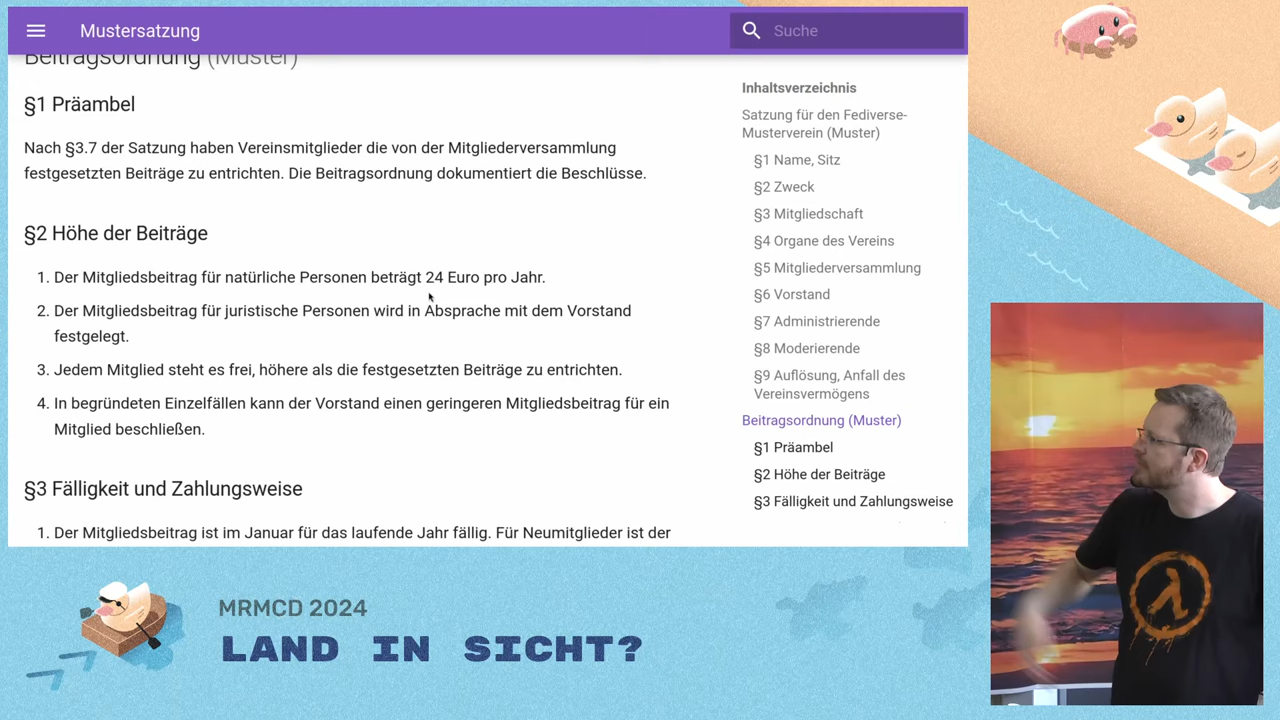 Mustersatzung
Suche
Beitragsordnung (Muster)
§1 Präambel
Nach §3.7 der Satzung haben Vereinsmitglieder die von der Mitgliederversammlung
festgesetzten Beiträge zu entrichten. Die Beitragsordnung dokumentiert die Beschlüsse.
§2 Höhe der Beiträge
1. Der Mitgliedsbeitrag für natürliche Personen beträgt 24 Euro pro Jahr.
2. Der Mitgliedsbeitrag für juristische Personen wird in Absprache mit dem Vorstand
festgelegt.
3. Jedem Mitglied steht es frei, höhere als die festgesetzten Beiträge zu entrichten.
4. In begründeten Einzelfällen kann der Vorstand einen geringeren Mitgliedsbeitrag für ein
Mitglied beschließen.
§3 Fälligkeit und Zahlungsweise
1. Der Mitgliedsbeitrag ist im Januar für das laufende Jahr fällig. Für Neumitglieder ist der
Inhaltsverzeichnis
Satzung für den Fediverse-
Musterverein (Muster)
§1 Name, Sitz
§2 Zweck
§3 Mitgliedschaft
§4 Organe des Vereins
§5 Mitgliederversammlung
§6 Vorstand
§7 Administrierende
§8 Moderierende
§9 Auflösung, Anfall des
Vereinsvermögens
Beitragsordnung (Muster)
§1 Präambel
§2 Höhe der Beiträge
§3 Fälligkeit und Zahlungsweise
MRMCD 2024
LAND IN SICHT?
λ